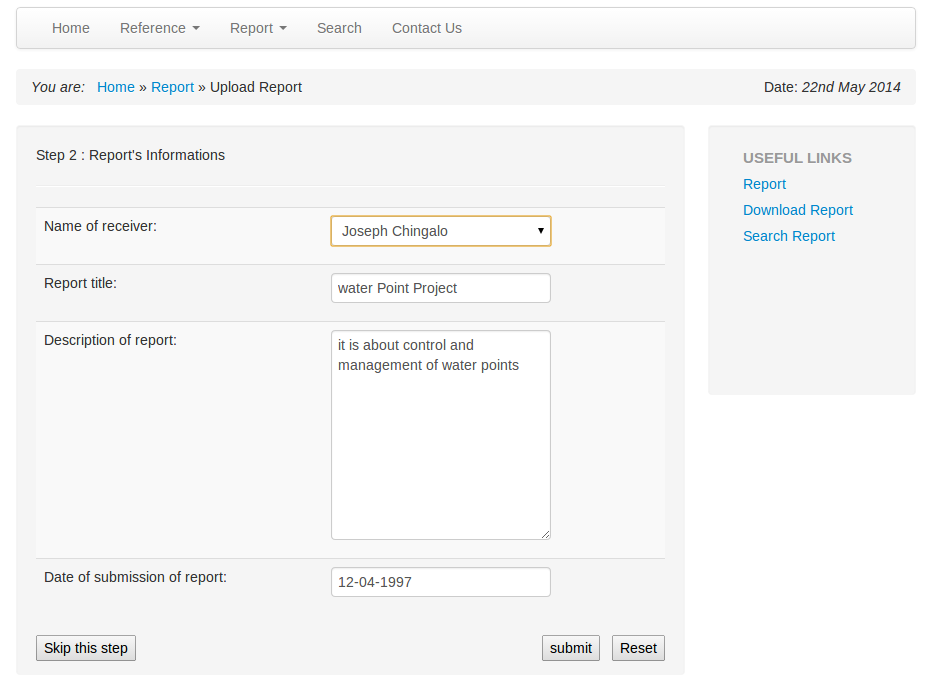 Home Reference Report Search Contact Us
You are: Home » Report » Upload Report Date: 22nd May 2014
Step 2 : Report's Informations
Name of receiver: Joseph Chingalo
Report title: water Point Project
Description of report: it is about control and
management of water points
Date of submission of report: 12-04-1997
Skip this step submit Reset
USEFUL LINKS
Report
Download Report
Search Report